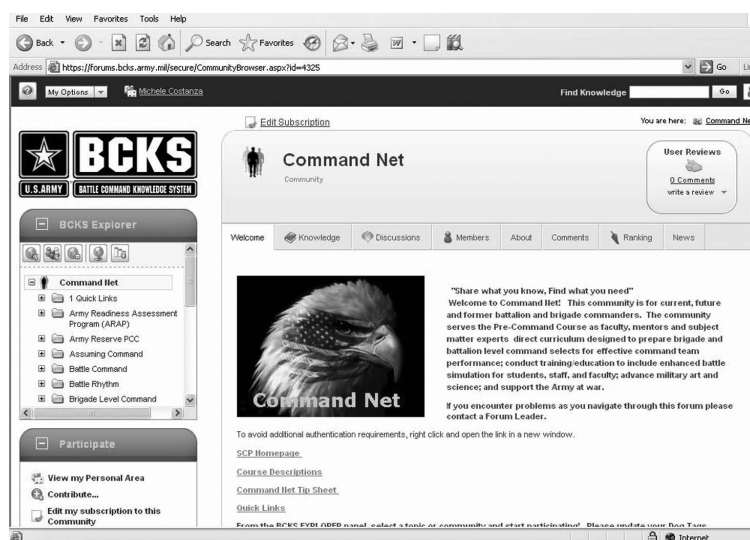 File Edit View Favorites Tools Help
Back Search Favorites
Address https://forums.bcks.army.mil/secure/CommunityBrowser.aspx?id=4325 Go
My Options Michele Costanza Find Knowledge Go
Edit Subscription You are here: Command Ne
BCKS
U.S.ARMY BATTLE COMMAND KNOWLEDGE SYSTEM
Command Net
Community
User Reviews
0 Comments
write a review
BCKS Explorer
Command Net
1 Quick Links
Army Readiness Assessment
Program (ARAP)
Army Reserve PCC
Assuming Command
Battle Command
Battle Rhythm
Brigade Level Command
Participate
View my Personal Area
Contribute...
Edit my subscription to this
Community
Welcome Knowledge Discussions Members About Comments Ranking News
Command Net
"Share what you know, Find what you need"
Welcome to Command Net! This community is for current, future
and former battalion and brigade commanders. The community
serves the Pre-Command Course as faculty, mentors and subject
matter experts direct curriculum designed to prepare brigade and
battalion level command selects for effective command team
performance; conduct training/education to include enhanced battle
simulation for students, staff, and faculty; advance military art and
science; and support the Army at war.
If you encounter problems as you navigate through this forum please
contact a Forum Leader.
To avoid additional authentication requirements, right click and open the link in a new window.
SCP Homepage
Course Descriptions
Command Net Tip Sheet
Quick Links
From the BCKS EXPLORER panel, select a topic or community and start participating! Please update your Dog Tags
Internet